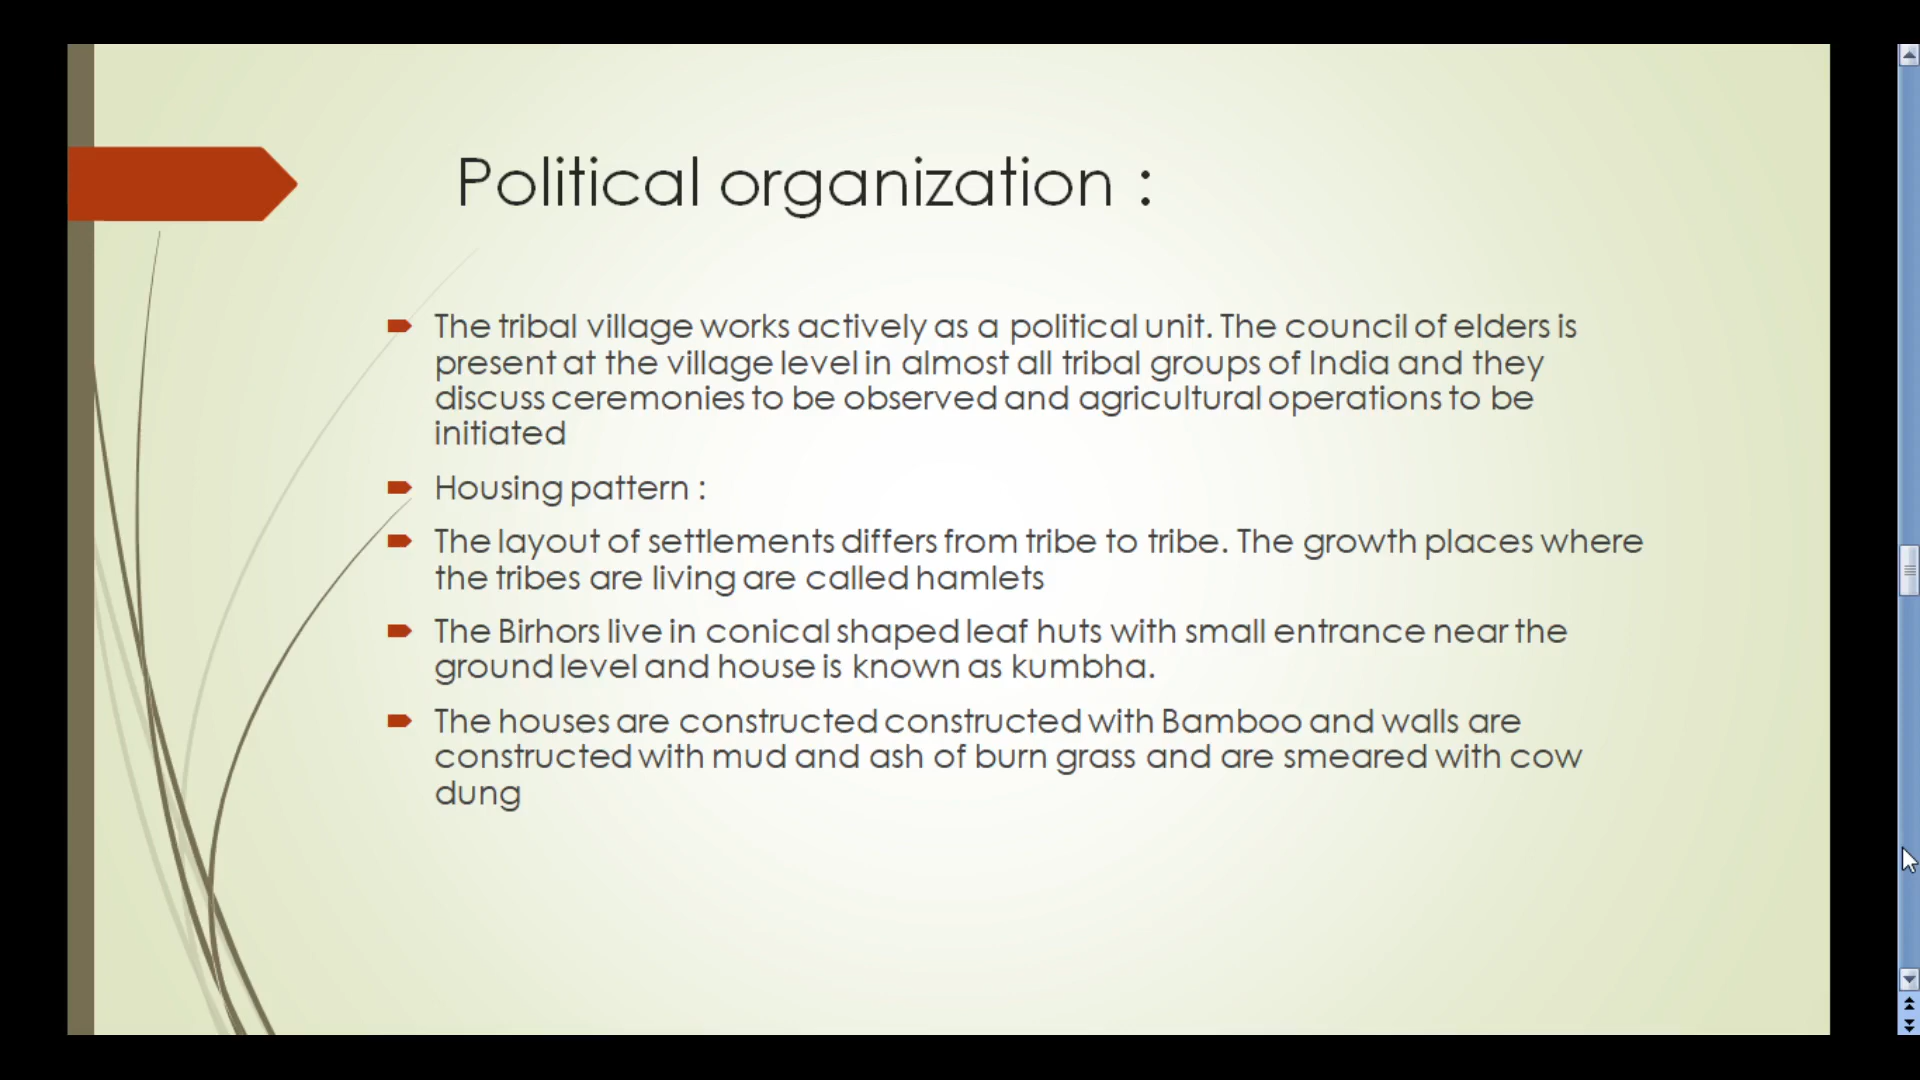 Political organization :
The tribal village works actively as a political unit. The council of elders is
present at the village level in almost all tribal groups of India and they
discuss ceremonies to be observed and agricultural operations to be
initiated
Housing pattern :
The layout of settlements differs from tribe to tribe. The growth places where
the tribes are living are called hamlets
The Birhors live in conical shaped leaf huts with small entrance near the
ground level and house is known as kumbha.
The houses are constructed constructed with Bamboo and walls are
constructed with mud and ash of burn grass and are smeared with cow
dung